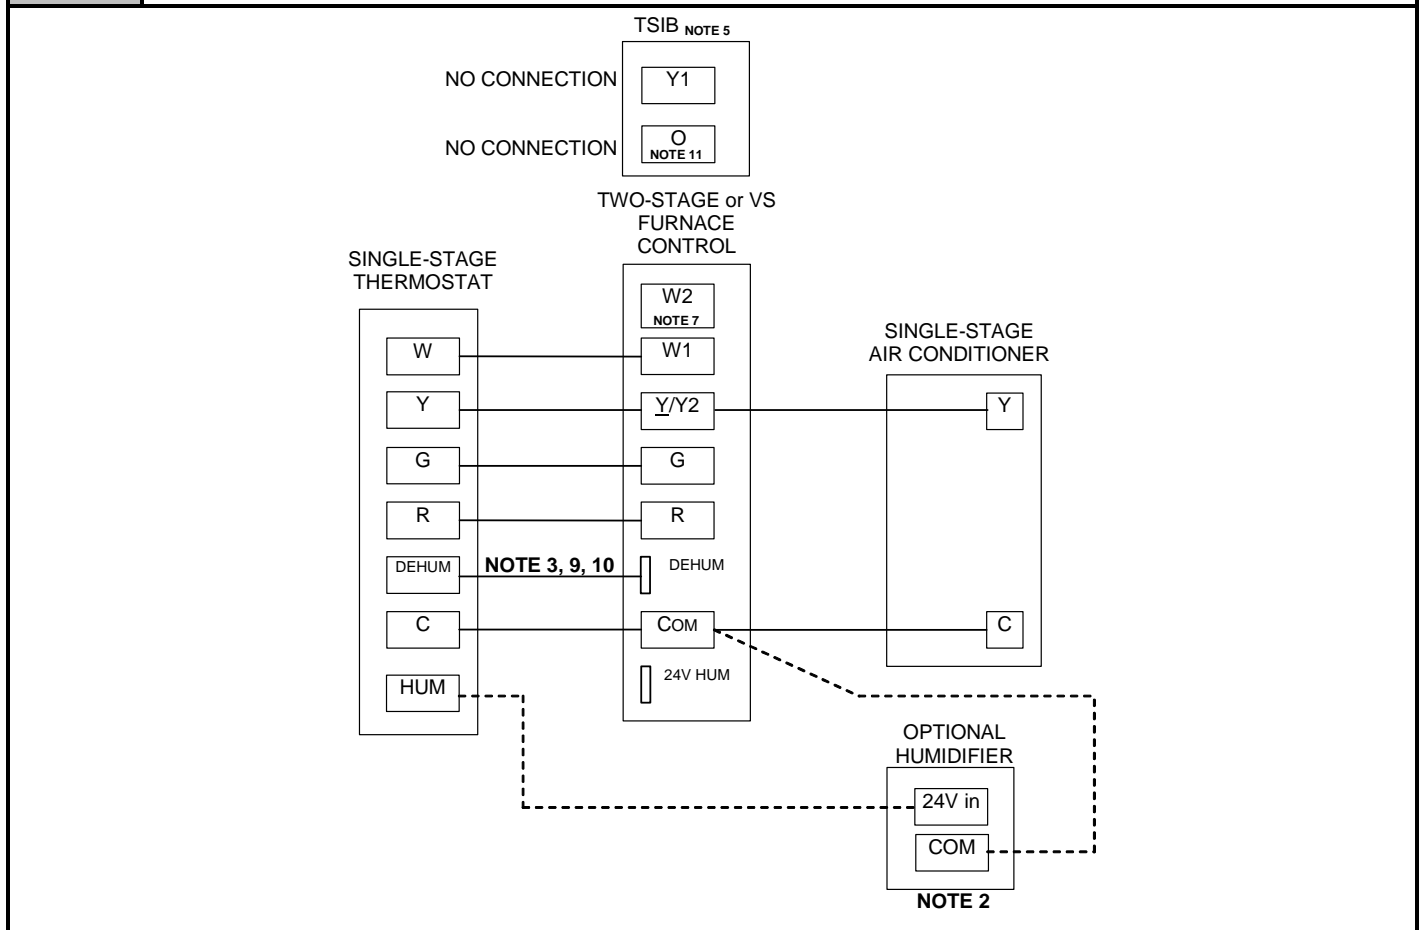 TSIB NOTE 5
NO CONNECTION
Y1
NO CONNECTION
O
NOTE 11
TWO-STAGE or VS
FURNACE
CONTROL
SINGLE-STAGE
THERMOSTAT
W2
NOTE 7
SINGLE-STAGE
AIR CONDITIONER
W
W1
Y
Y/Y2
Y
G
G
R
R
DEHUM
NOTE 3, 9, 10
DEHUM
C
COM
C
HUM
24V HUM
OPTIONAL
HUMIDIFIER
24V in
COM
NOTE 2